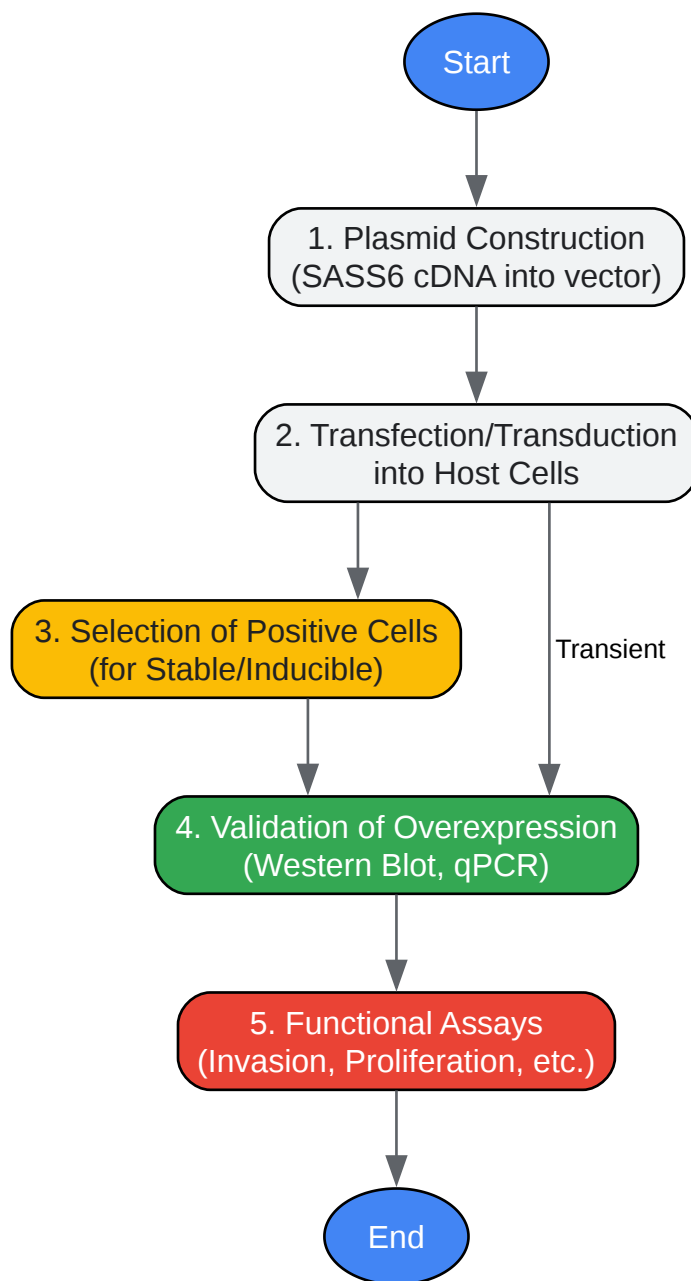 Start
1. Plasmid Construction
(SASS6 cDNA into vector)
2. Transfection/Transduction
into Host Cells
3. Selection of Positive Cells
(for Stable/Inducible)
Transient
4. Validation of Overexpression
(Western Blot, qPCR)
5. Functional Assays
(Invasion, Proliferation, etc.)
End